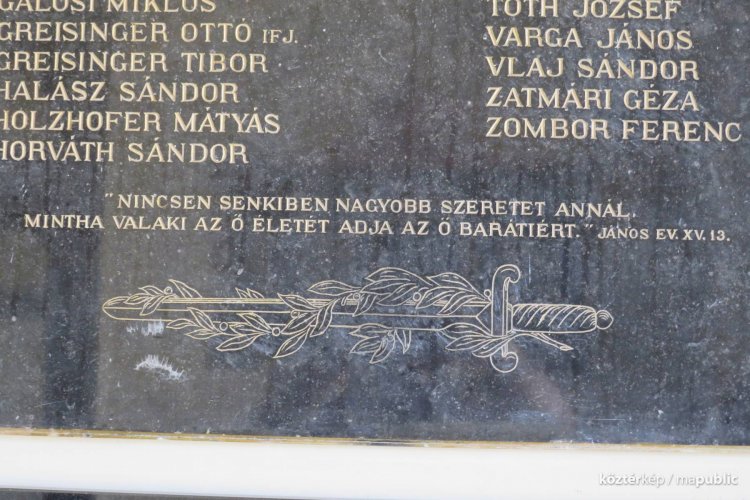 GALÓSI MIKLÓS
GREISINGER OTTÓ IFJ.
GREISINGER TIBOR
HALÁSZ SÁNDOR
HOLZHOFER MÁTYÁS
HORVÁTH SÁNDOR
TÓTH JÓZSEF
VARGA JÁNOS
VLAJ SÁNDOR
ZATMÁRI GÉZA
ZOMBOR FERENC
"NINCSEN SENKIBEN NAGYOBB SZERETET ANNÁL,
MINTHA VALAKI AZ Ő ÉLETÉT ADJA AZ Ő BARÁTIÉRT." JÁNOS EV. XV. 13.
köztérkép / mapublic